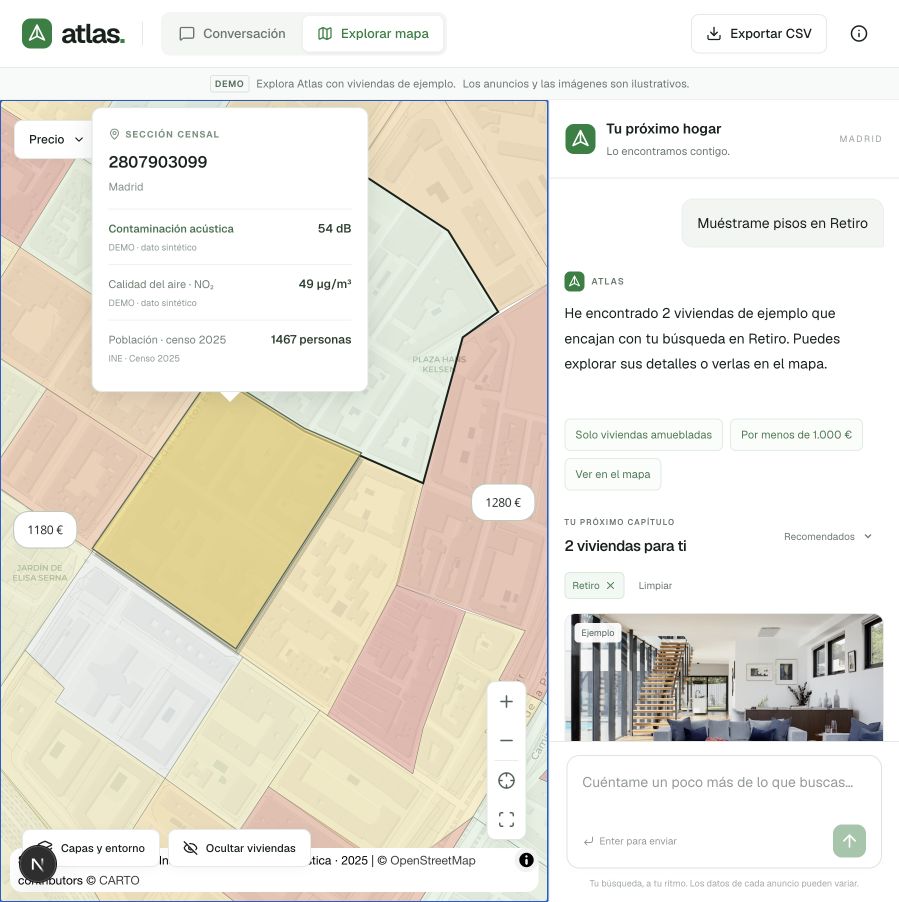 atlas.
Conversación
Explorar mapa
Exportar CSV
DEMO
Explora Atlas con viviendas de ejemplo. Los anuncios y las imágenes son ilustrativos.
Precio
SECCIÓN CENSAL
2807903099
Madrid
Contaminación acústica
54 dB
DEMO · dato sintético
Calidad del aire · NO₂
49 µg/m³
DEMO · dato sintético
Población · censo 2025
1467 personas
INE · Censo 2025
PLAZA HANS
KELSEN
1280 €
1180 €
JARDÍN DE
ELISA SERNA
Capas y entorno
Ocultar viviendas
· 2025 | © OpenStreetMap
© CARTO
N
Tu próximo hogar
Lo encontramos contigo.
MADRID
Muéstrame pisos en Retiro
ATLAS
He encontrado 2 viviendas de ejemplo que
encajan con tu búsqueda en Retiro. Puedes
explorar sus detalles o verlas en el mapa.
Solo viviendas amuebladas
Por menos de 1.000 €
Ver en el mapa
TU PRÓXIMO CAPÍTULO
2 viviendas para ti
Recomendados
Retiro
Limpiar
Ejemplo
Cuéntame un poco más de lo que buscas...
Enter para enviar
Tu búsqueda, a tu ritmo. Los datos de cada anuncio pueden variar.